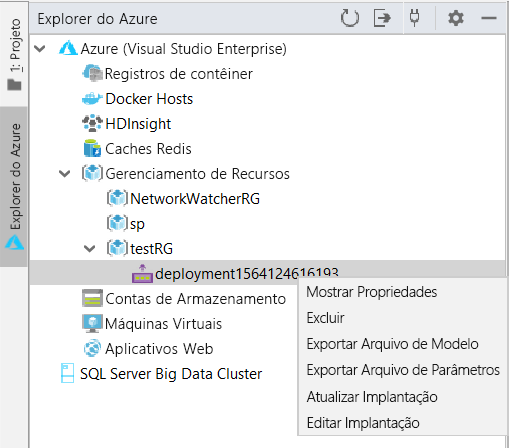 Explorer do Azure
1: Projeto
Explorer do Azure
Azure (Visual Studio Enterprise)
Registros de contêiner
Docker Hosts
HDInsight
Caches Redis
Gerenciamento de Recursos
NetworkWatcherRG
sp
testRG
deployment1564124616193
Contas de Armazenamento
Máquinas Virtuais
Aplicativos Web
SQL Server Big Data Cluster
Mostrar Propriedades
Excluir
Exportar Arquivo de Modelo
Exportar Arquivo de Parâmetros
Atualizar Implantação
Editar Implantação